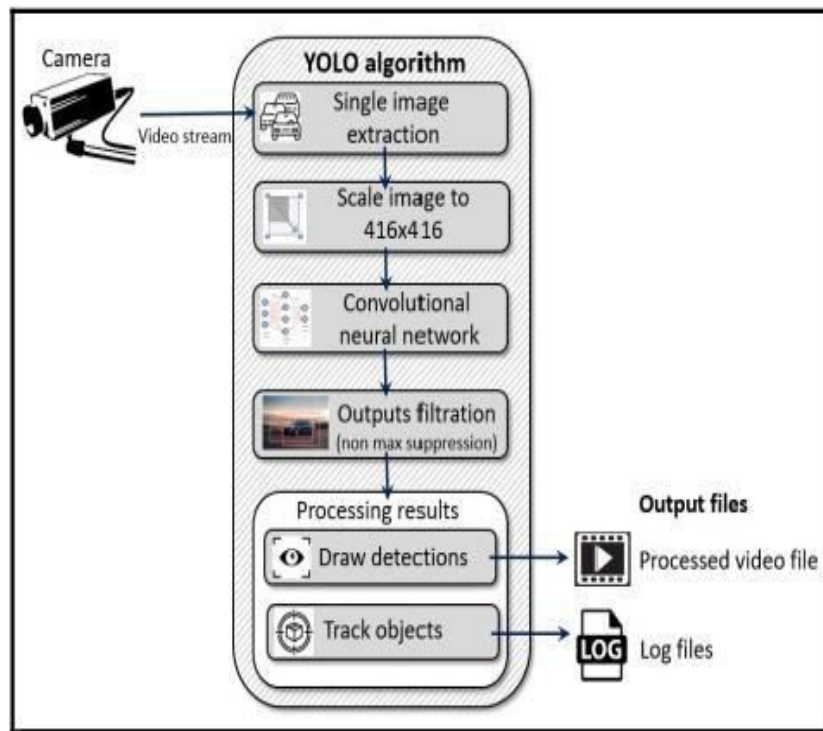 Camera
Video stream
YOLO algorithm
Single image
extraction
Scale image to
416x416
Convolutional
neural network
Outputs filtration
(non max suppression)
Processing results
Draw detections
Track objects
Output files
Processed video file
LOG
Log files